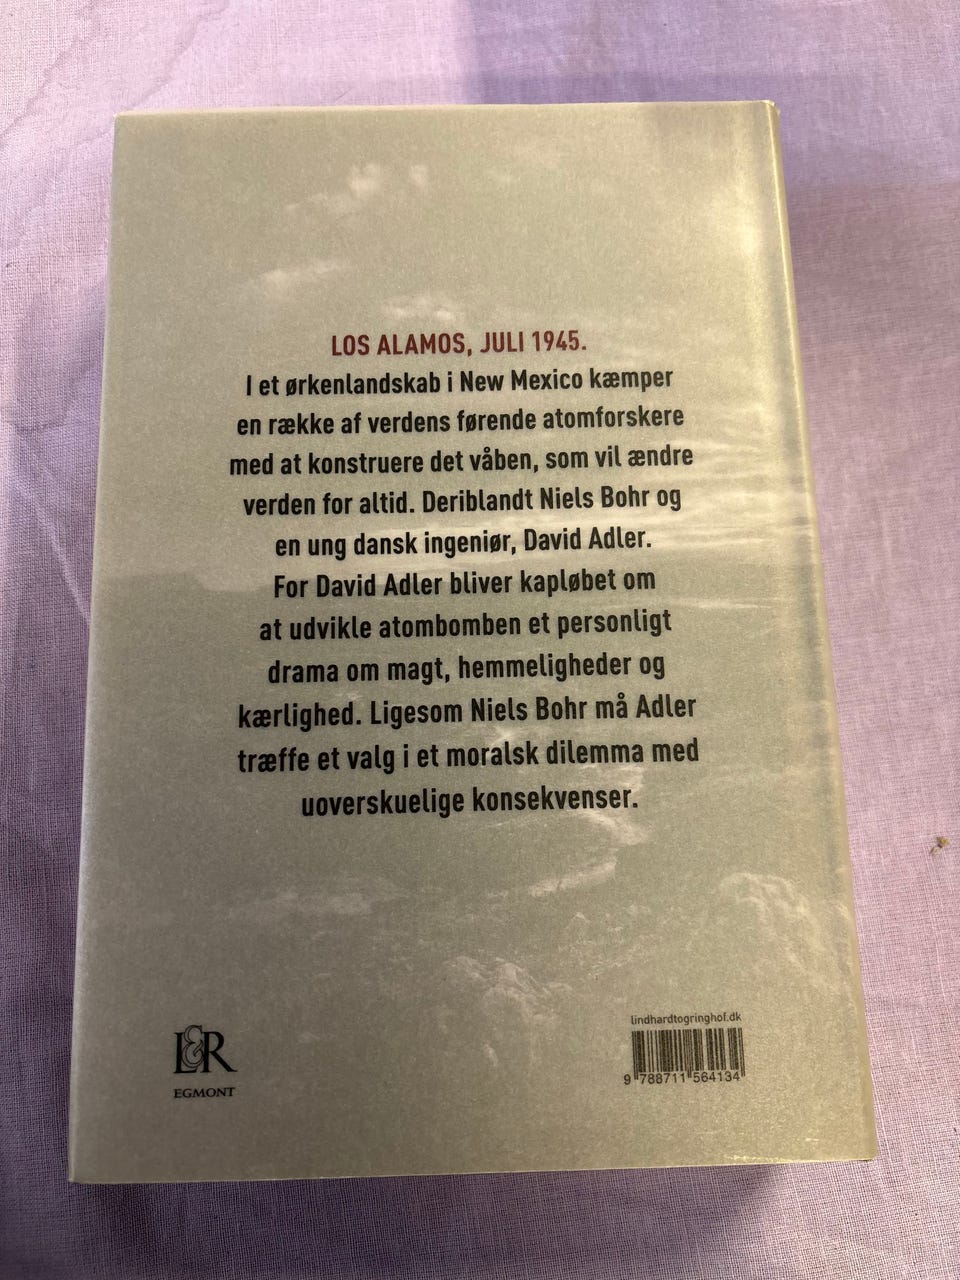 LOS ALAMOS, JULI 1945.
I et ørkenlandskab i New Mexico kæmper
en række af verdens førende atomforskere
med at konstruere det våben, som vil ændre
verden for altid. Deriblandt Niels Bohr og
en ung dansk ingeniør, David Adler.
For David Adler bliver kapløbet om
at udvikle atombomben et personligt
drama om magt, hemmeligheder og
kærlighed. Ligesom Niels Bohr må Adler
træffe et valg i et moralsk dilemma med
uoverskuelige konsekvenser.
L&R
EGMONT
lindhardtogringhof.dk
9 788711 564134